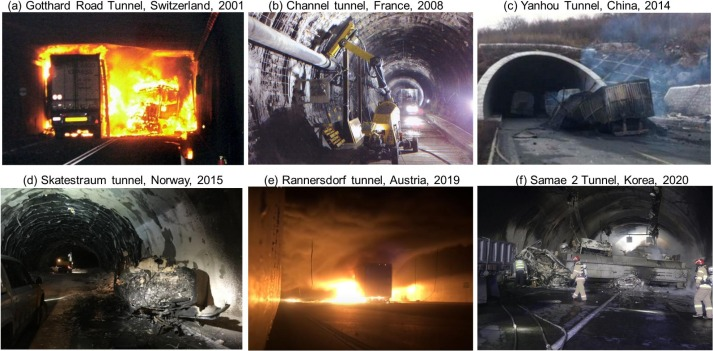 (a) Gotthard Road Tunnel, Switzerland, 2001
(b) Channel tunnel, France, 2008
(c) Yanhou Tunnel, China, 2014
(d) Skatestraum tunnel, Norway, 2015
(e) Rannersdorf tunnel, Austria, 2019
(f) Samae 2 Tunnel, Korea, 2020